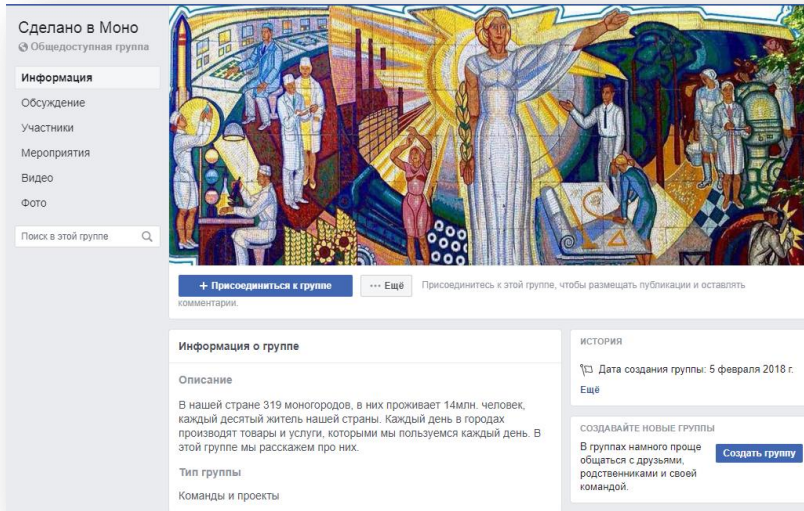 Сделано в Моно
Общедоступная группа
Информация
Обсуждение
Участники
Мероприятия
Видео
Фото
Поиск в этой группе
+ Присоединиться к группе
••• Ещё
Присоединитесь к этой группе, чтобы размещать публикации и оставлять
комментарии.
Информация о группе
Описание
В нашей стране 319 моногородов, в них проживает 14млн. человек,
каждый десятый житель нашей страны. Каждый день в городах
производят товары и услуги, которыми мы пользуемся каждый день. В
этой группе мы расскажем про них.
Тип группы
Команды и проекты
ИСТОРИЯ
Дата создания группы: 5 февраля 2018 г.
Ещё
СОЗДАВАЙТЕ НОВЫЕ ГРУППЫ
В группах намного проще
общаться с друзьями,
родственниками и своей
командой.
Создать группу